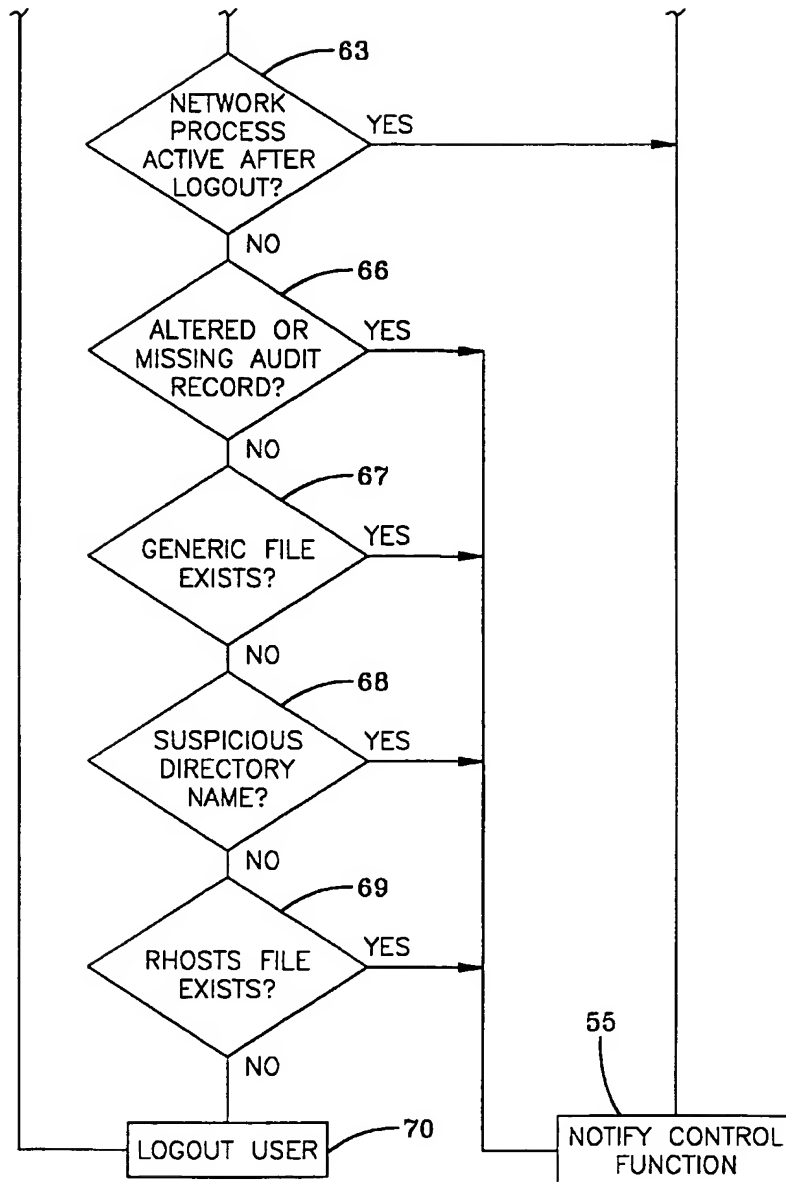 63
NETWORK
PROCESS
ACTIVE AFTER
LOGOUT?
YES
NO
66
ALTERED OR
MISSING AUDIT
RECORD?
YES
NO
67
GENERIC FILE
EXISTS?
YES
NO
68
SUSPICIOUS
DIRECTORY
NAME?
YES
NO
69
RHOSTS FILE
EXISTS?
YES
NO
55
LOGOUT USER
70
NOTIFY CONTROL
FUNCTION